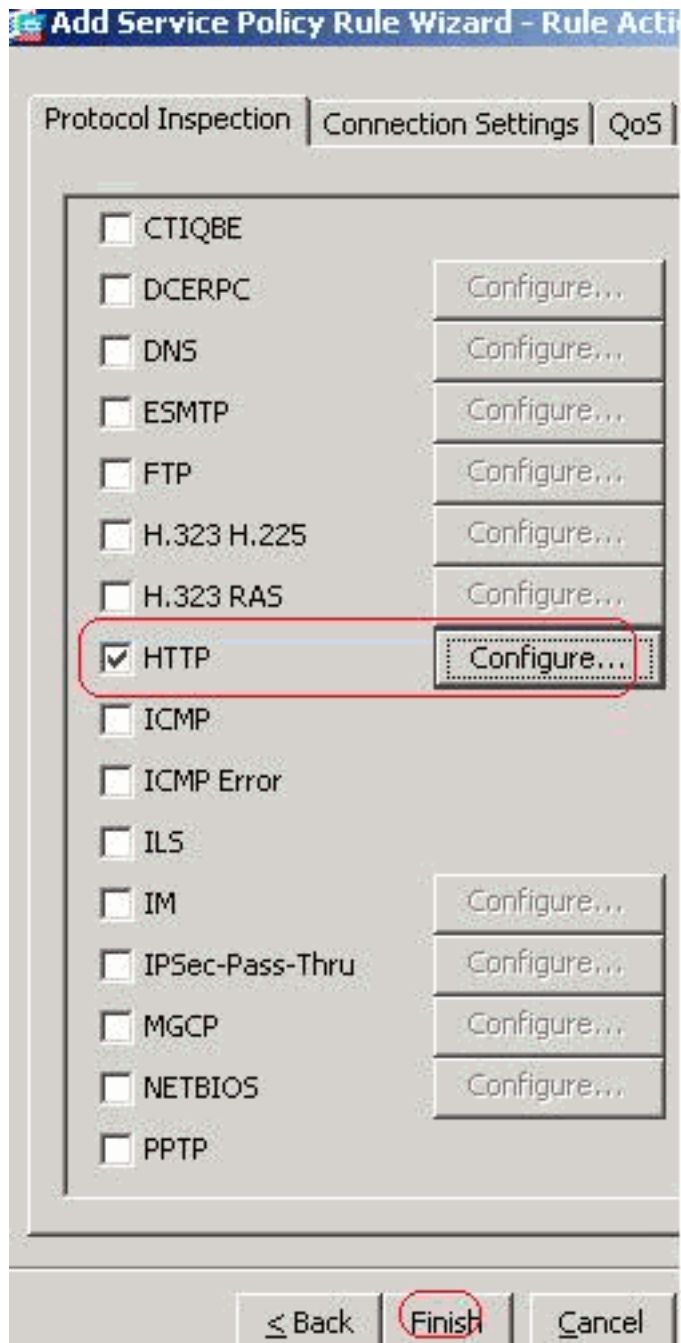 Add Service Policy Rule Wizard - Rule Acti
Protocol Inspection Connection Settings QoS
CTIQBE
DCERPC Configure...
DNS Configure...
ESMTP Configure...
FTP Configure...
H.323 H.225 Configure...
H.323 RAS Configure...
HTTP Configure...
ICMP
ICMP Error
ILS
IM Configure...
IPSec-Pass-Thru Configure...
MGCP Configure...
NETBIOS Configure...
PPTP
< Back Finish Cancel